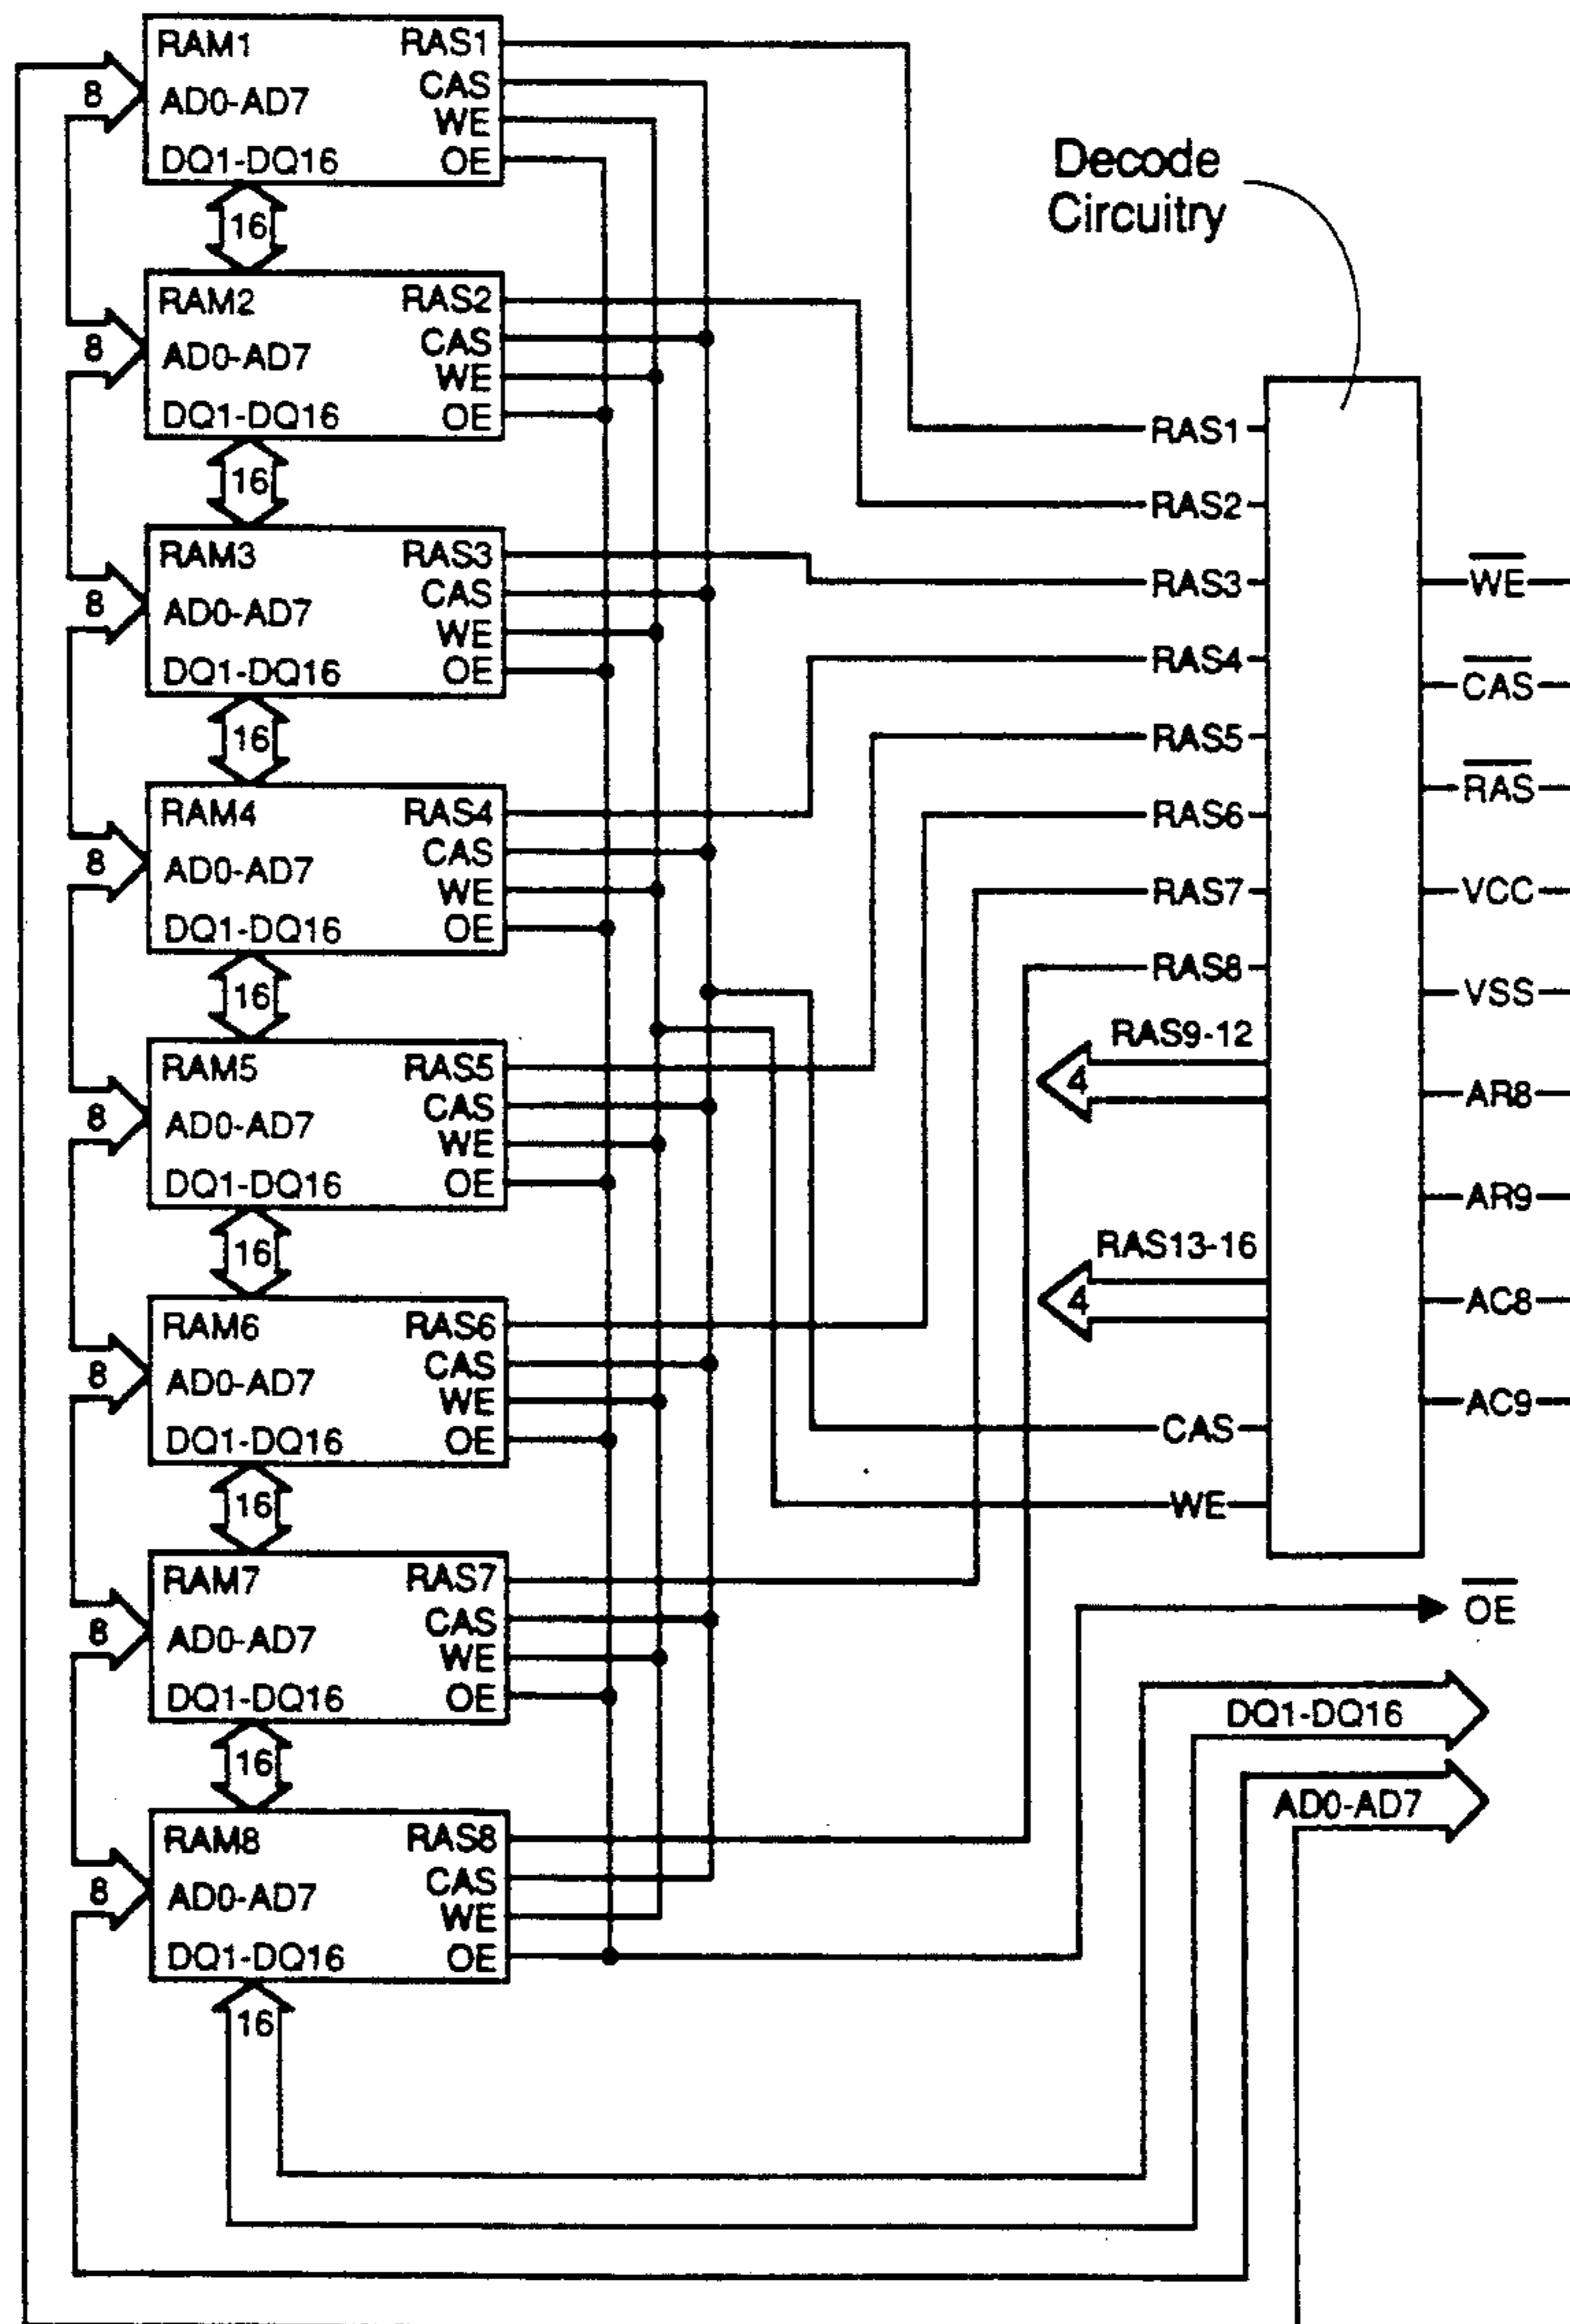 RAM1 RAS1
CAS
8 AD0-AD7 WE
DQ1-DQ16 OE
16
RAM2 RAS2
CAS
8 AD0-AD7 WE
DQ1-DQ16 OE
16
RAM3 RAS3
CAS
8 AD0-AD7 WE
DQ1-DQ16 OE
16
RAM4 RAS4
CAS
8 AD0-AD7 WE
DQ1-DQ16 OE
16
RAM5 RAS5
CAS
8 AD0-AD7 WE
DQ1-DQ16 OE
16
RAM6 RAS6
CAS
8 AD0-AD7 WE
DQ1-DQ16 OE
16
RAM7 RAS7
CAS
8 AD0-AD7 WE
DQ1-DQ16 OE
16
RAM8 RAS8
CAS
8 AD0-AD7 WE
DQ1-DQ16 OE
16
Decode
Circuitry
RAS1
RAS2
RAS3
RAS4
RAS5
RAS6
RAS7
RAS8
RAS9-12
4
RAS13-16
4
CAS
WE
W̅E̅
C̅A̅S̅
R̅A̅S̅
VCC
VSS
AR8
AR9
AC8
AC9
O̅E̅
DQ1-DQ16
AD0-AD7